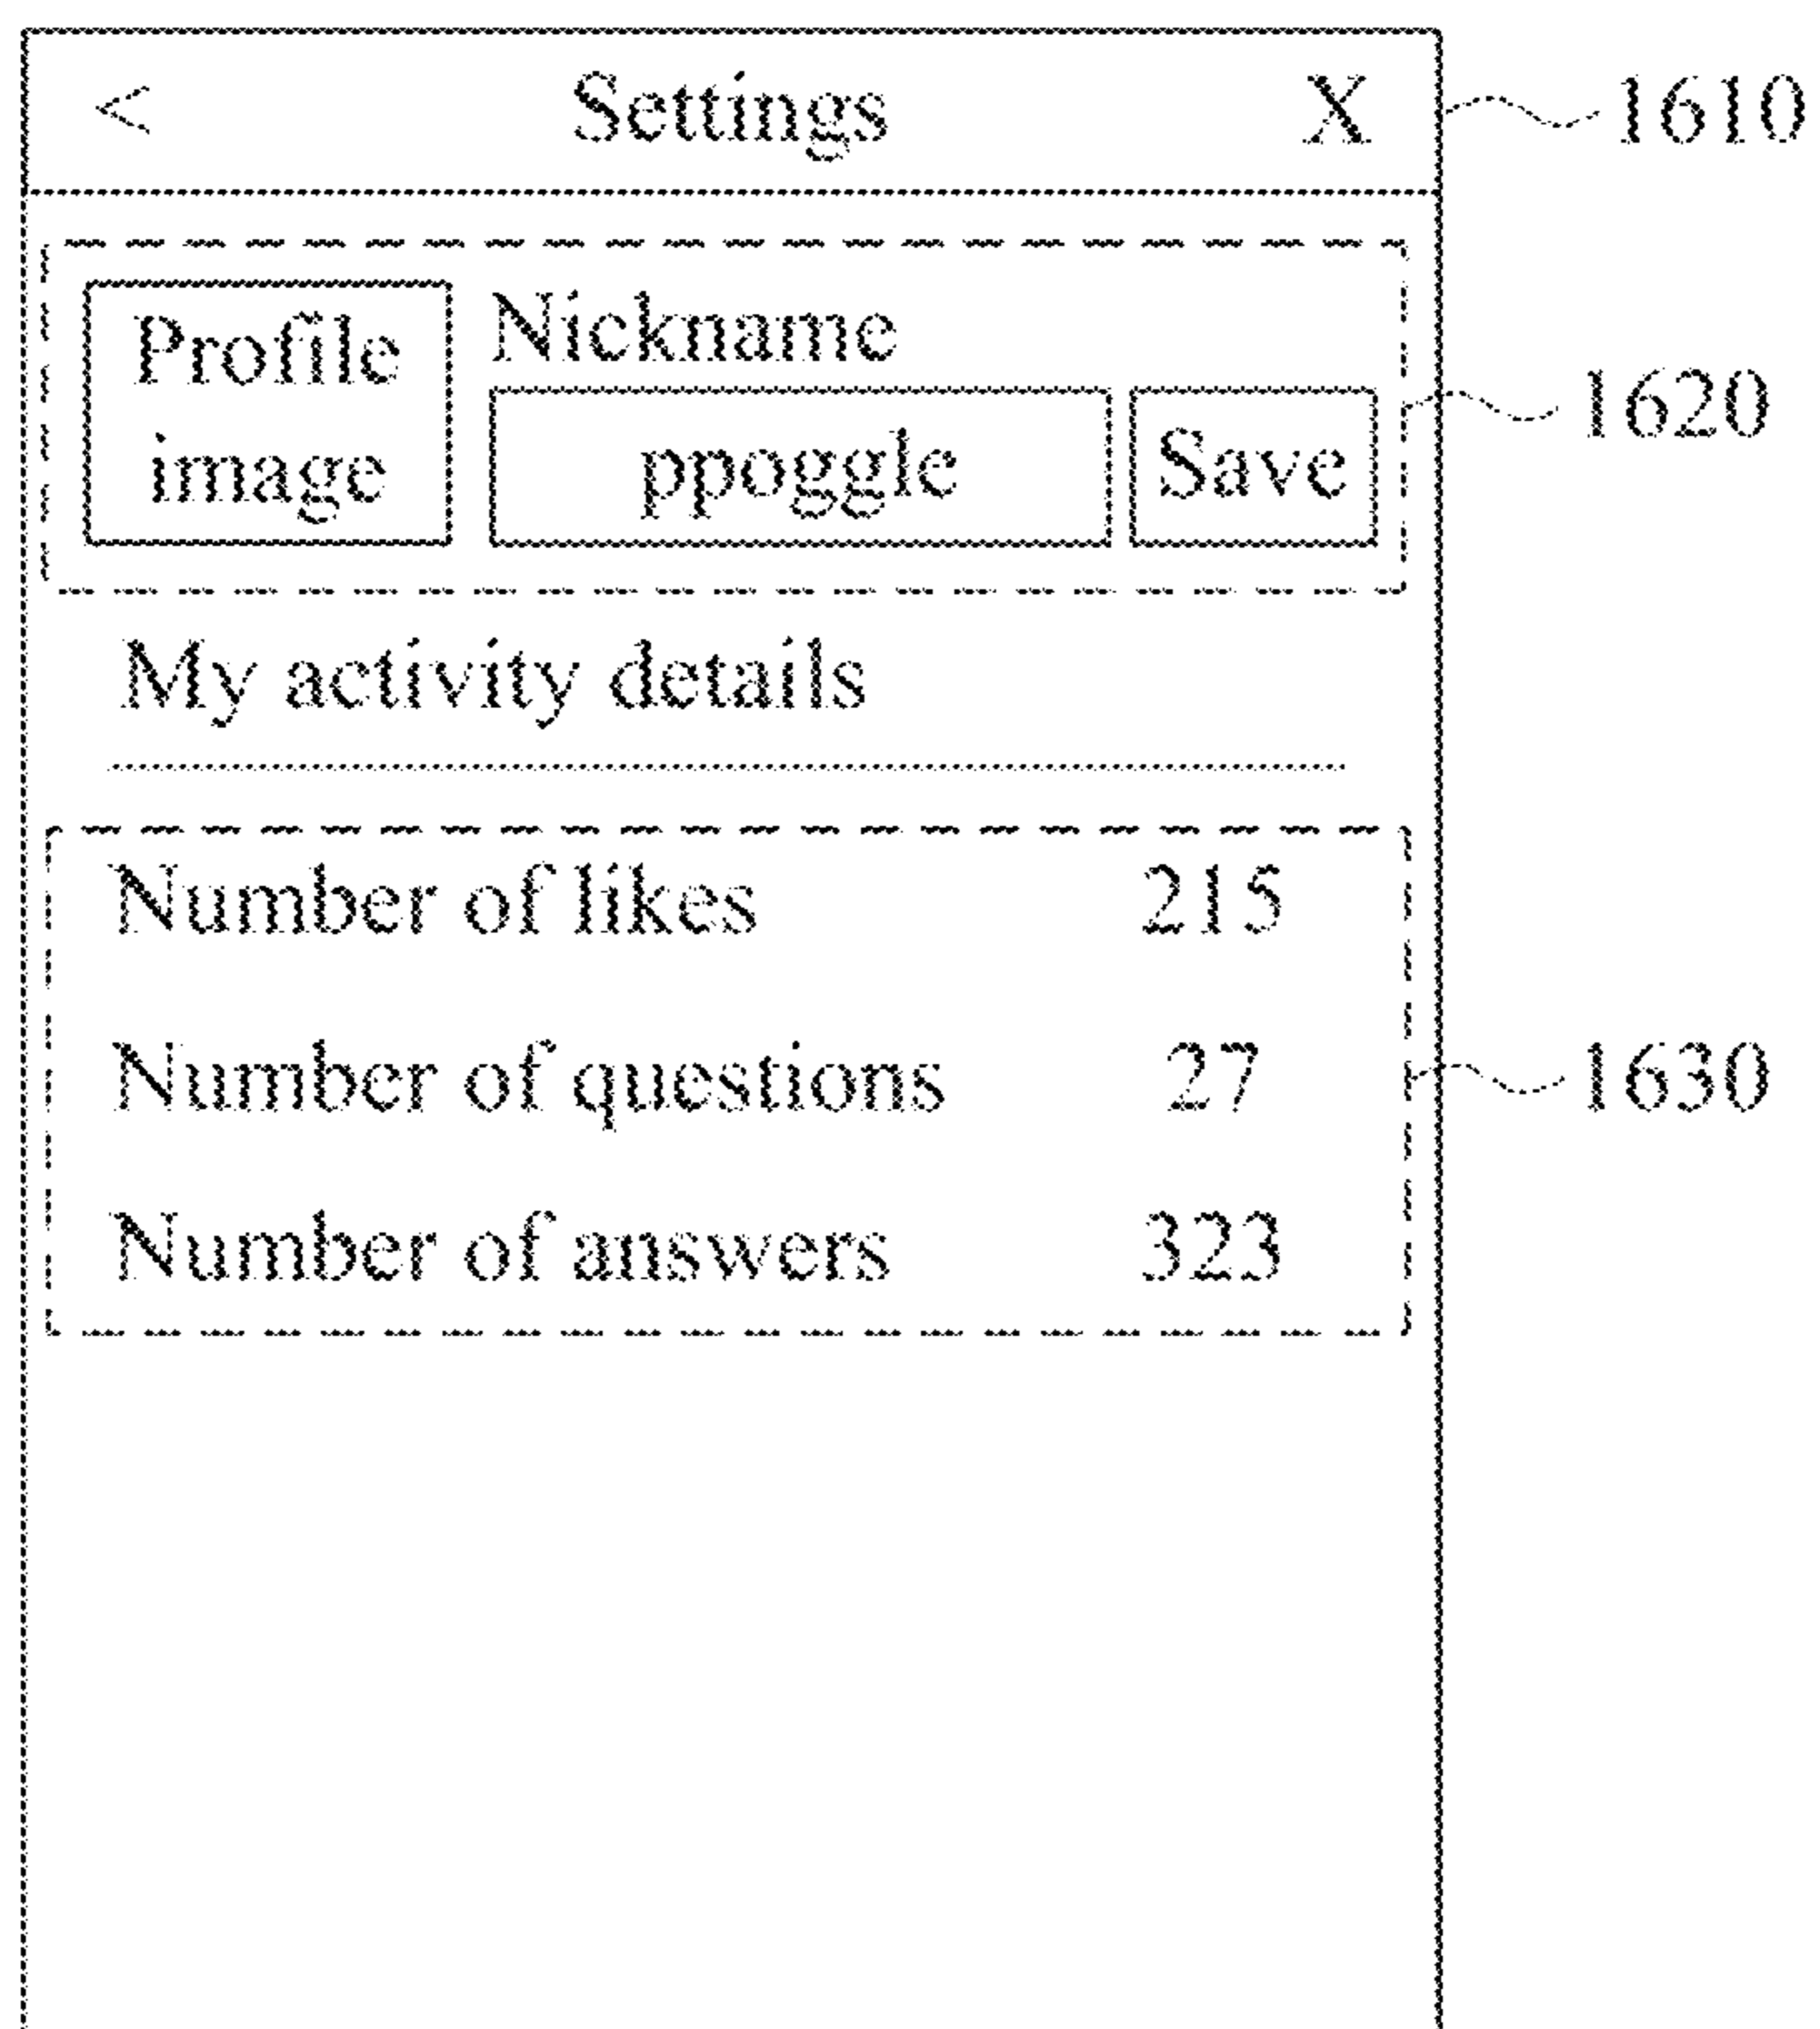 < Settings X 1610
Profile image
Nickname
ppoggle Save 1620
My activity details
Number of likes 215
Number of questions 27 1630
Number of answers 323